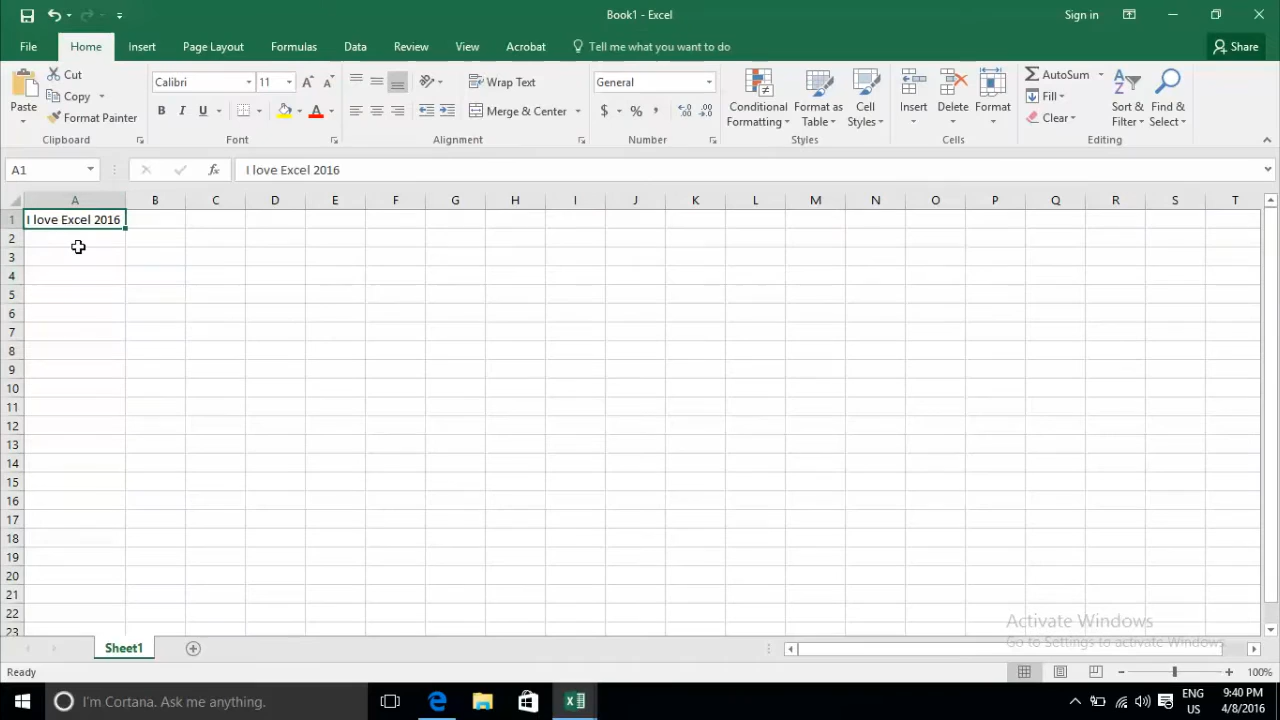 Book1 - Excel
Sign in
File Home Insert Page Layout Formulas Data Review View Acrobat Tell me what you want to do Share
Paste
Cut
Copy
Format Painter
Clipboard
Calibri 11
B I U
Font
Wrap Text
Merge & Center
Alignment
General
$ % ,
Number
Conditional Formatting
Format as Table
Cell Styles
Styles
Insert Delete Format
Cells
AutoSum
Fill
Clear
Sort & Filter
Find & Select
Editing
A1 fx I love Excel 2016
A B C D E F G H I J K L M N O P Q R S T
1 I love Excel 2016
2
3
4
5
6
7
8
9
10
11
12
13
14
15
16
17
18
19
20
21
22
23
Activate Windows
Go to Settings to activate Windows.
Sheet1
Ready 100%
I'm Cortana. Ask me anything.
ENG
US
9:40 PM
4/8/2016